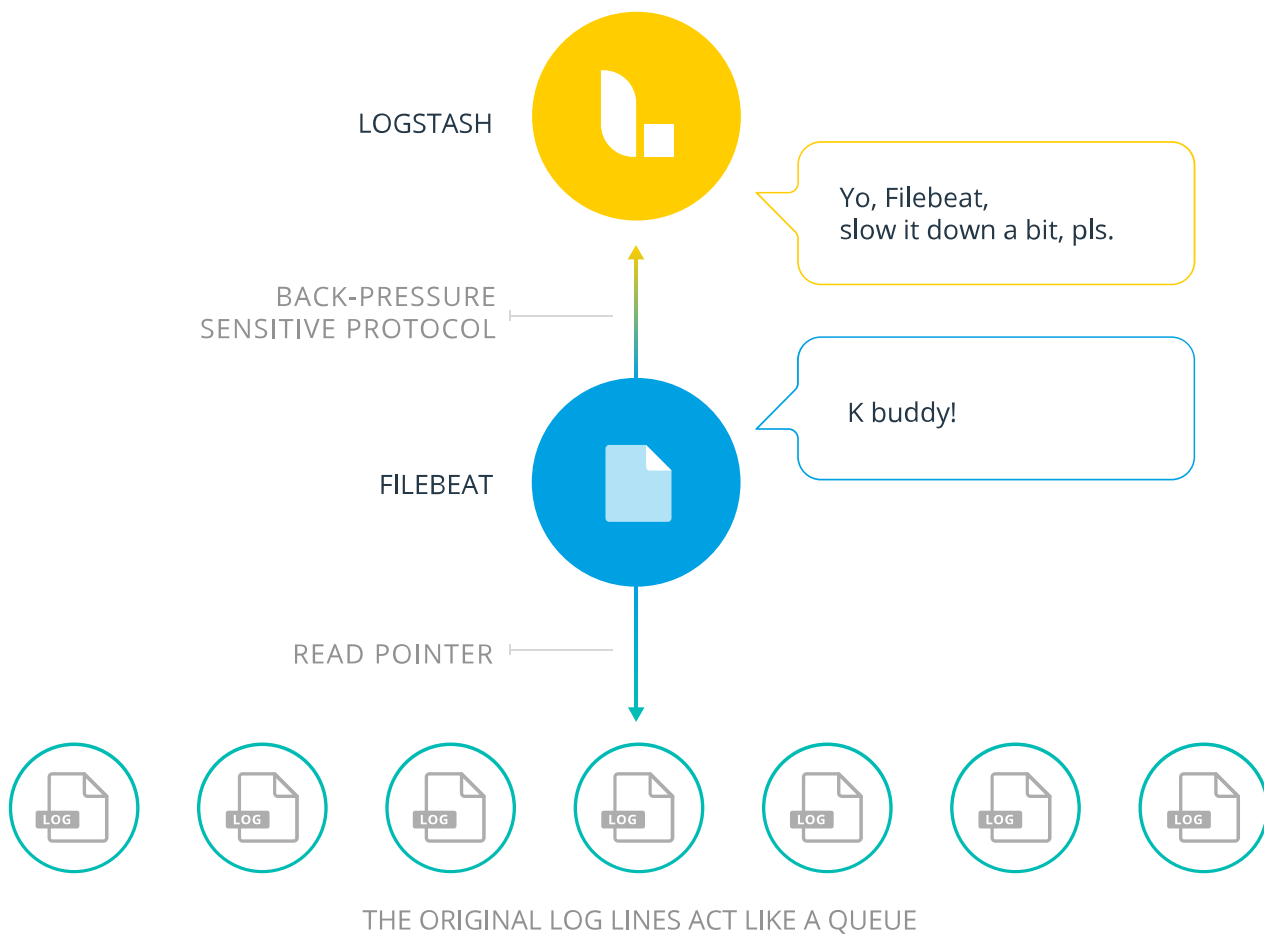 LOGSTASH
Yo, Filebeat,
slow it down a bit, pls.
BACK-PRESSURE
SENSITIVE PROTOCOL
K buddy!
FILEBEAT
READ POINTER
LOG
LOG
LOG
LOG
LOG
LOG
LOG
THE ORIGINAL LOG LINES ACT LIKE A QUEUE